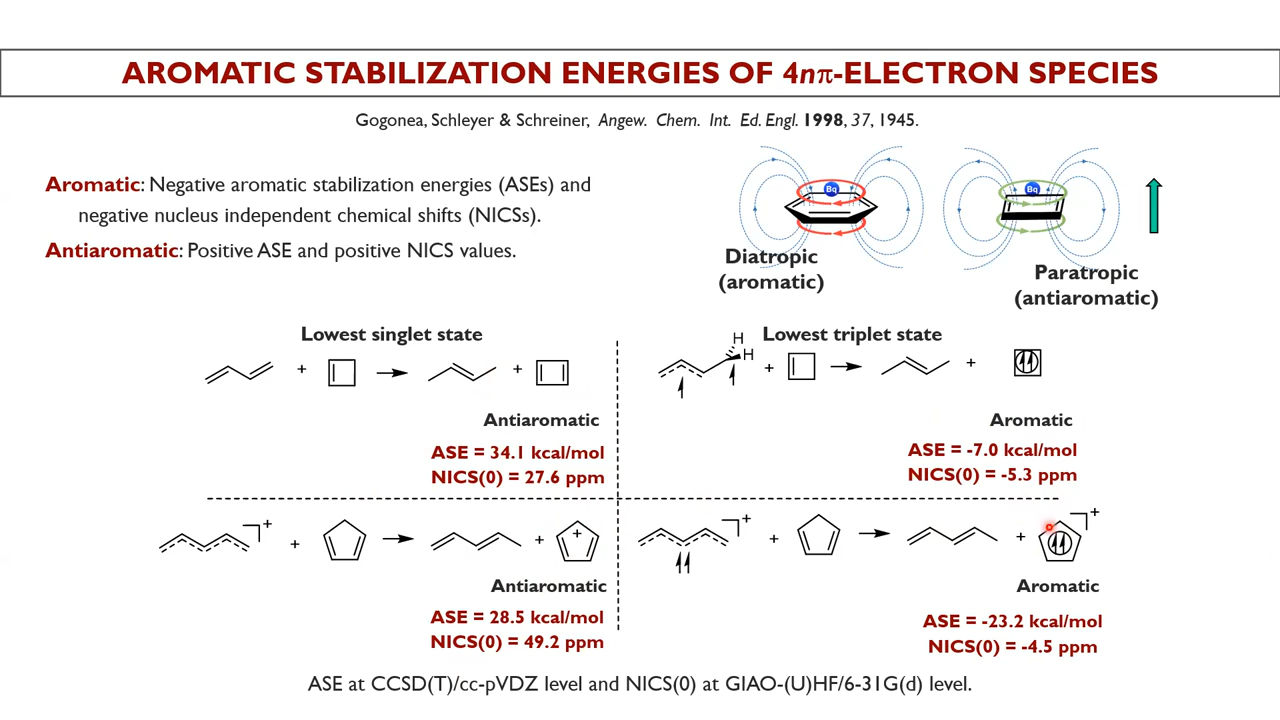 AROMATIC STABILIZATION ENERGIES OF 4nπ-ELECTRON SPECIES
Gogonea, Schleyer & Schreiner, Angew. Chem. Int. Ed. Engl. 1998, 37, 1945.
Aromatic: Negative aromatic stabilization energies (ASEs) and
negative nucleus independent chemical shifts (NICSs).
Antiaromatic: Positive ASE and positive NICS values.
Bq
Bq
Diatropic
(aromatic)
Paratropic
(antiaromatic)
Lowest singlet state
+
+
Antiaromatic
ASE = 34.1 kcal/mol
NICS(0) = 27.6 ppm
Lowest triplet state
H
H
+
+
Aromatic
ASE = -7.0 kcal/mol
NICS(0) = -5.3 ppm
+
+
+
+
Antiaromatic
ASE = 28.5 kcal/mol
NICS(0) = 49.2 ppm
+
+
+
+
Aromatic
ASE = -23.2 kcal/mol
NICS(0) = -4.5 ppm
ASE at CCSD(T)/cc-pVDZ level and NICS(0) at GIAO-(U)HF/6-31G(d) level.